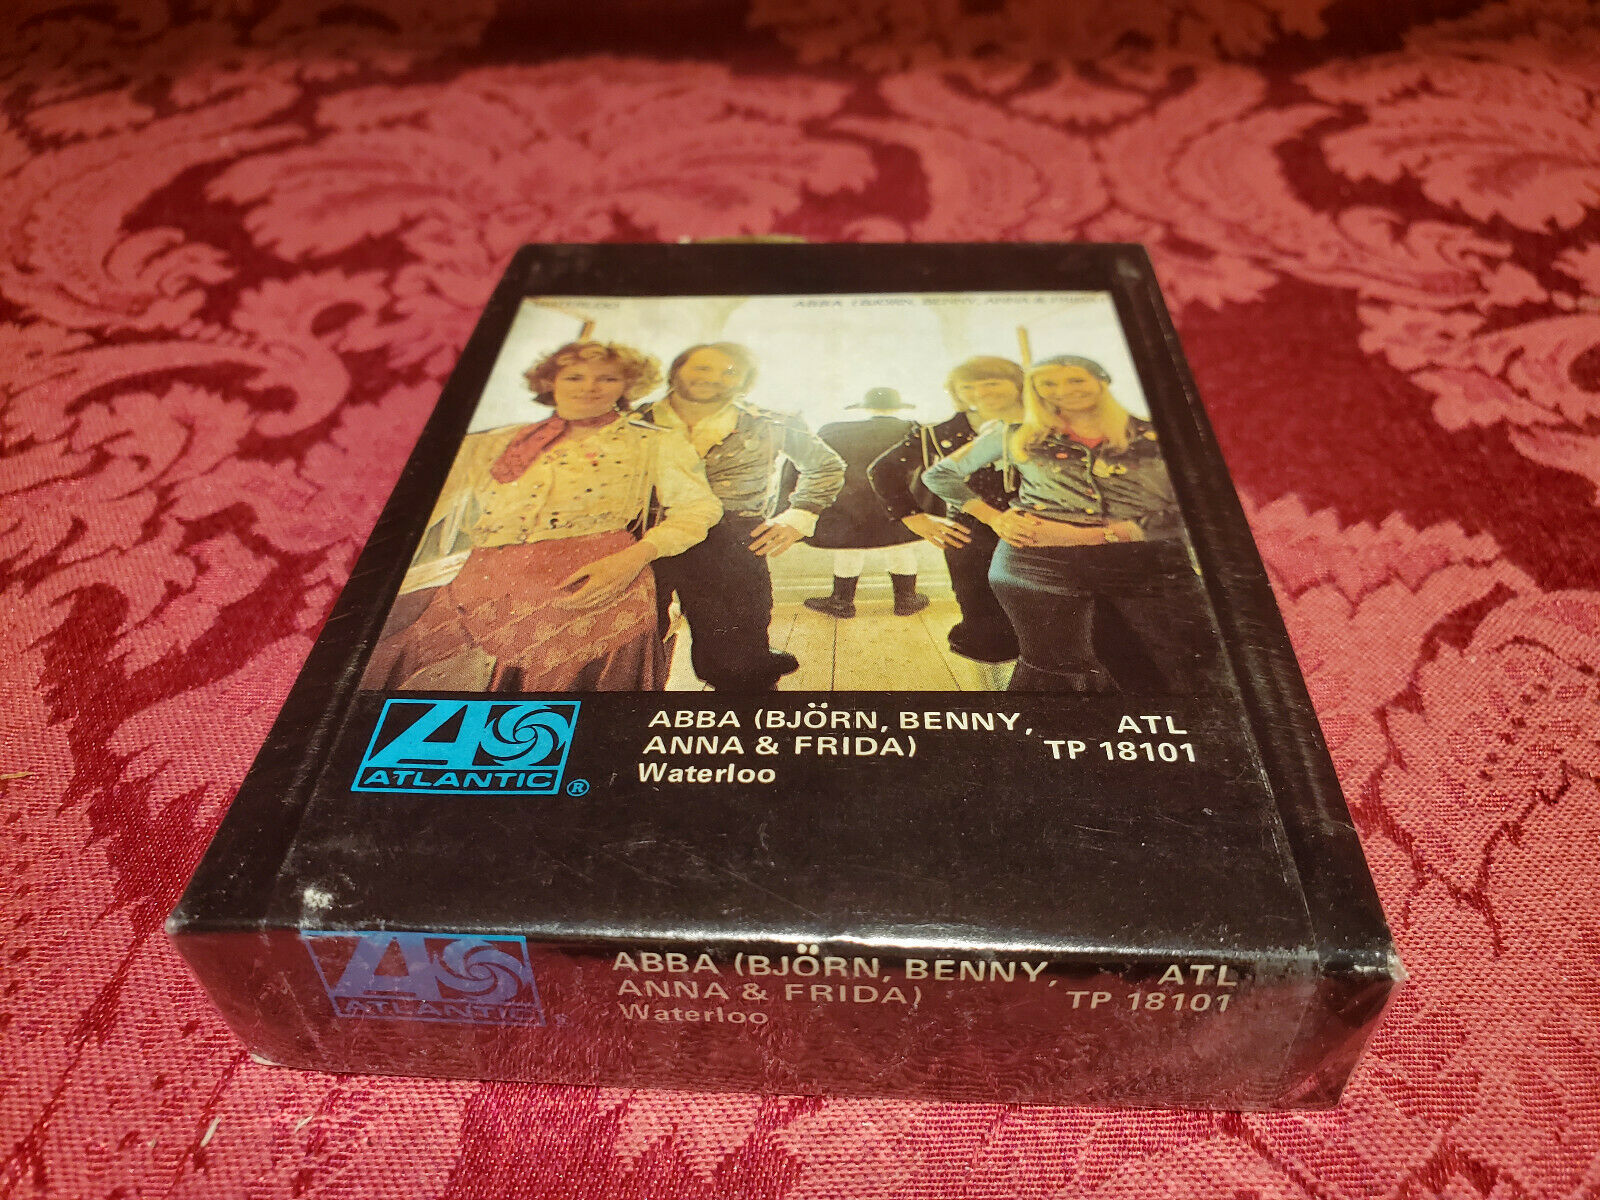 WATERLOO ABBA (BJÖRN, BENNY, ANNA & FRIDA)
ATLANTIC ®
ABBA (BJÖRN, BENNY, ATL
ANNA & FRIDA) TP 18101
Waterloo
ATLANTIC
ABBA (BJÖRN, BENNY, ATL
ANNA & FRIDA) TP 18101
Waterloo